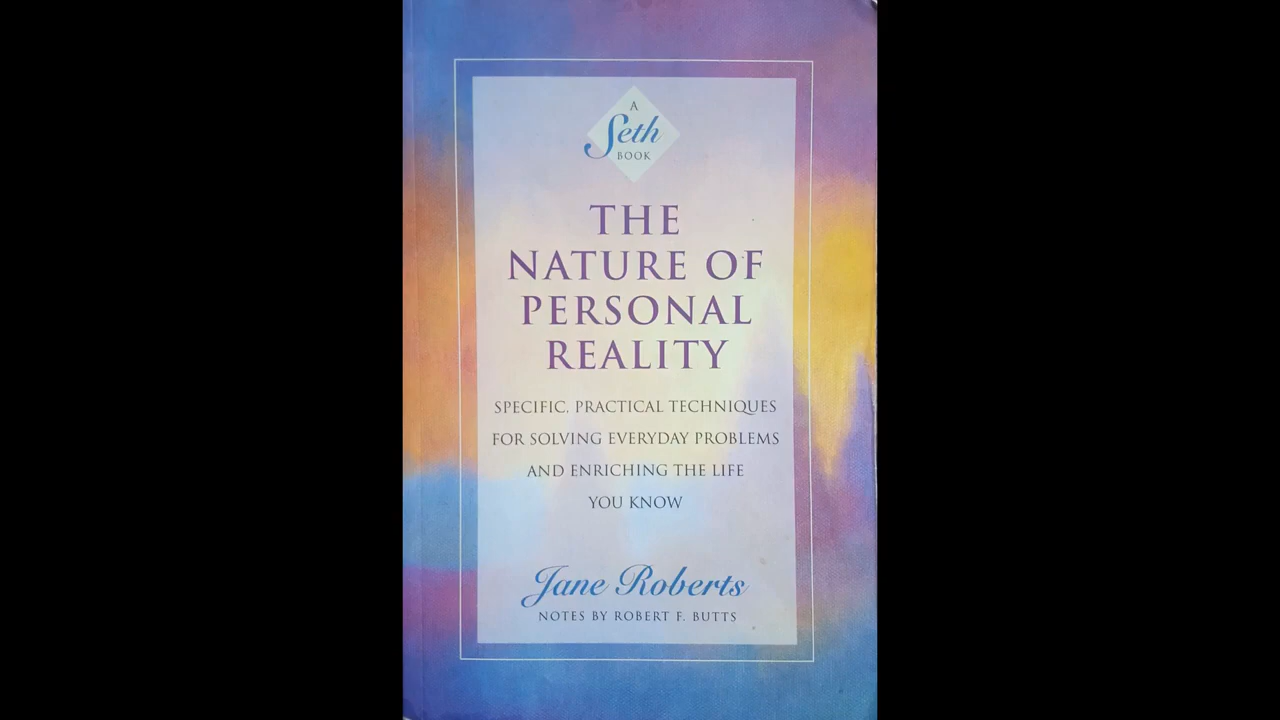 A
Seth
BOOK
THE
NATURE OF
PERSONAL
REALITY
SPECIFIC, PRACTICAL TECHNIQUES
FOR SOLVING EVERYDAY PROBLEMS
AND ENRICHING THE LIFE
YOU KNOW
Jane Roberts
NOTES BY ROBERT F. BUTTS